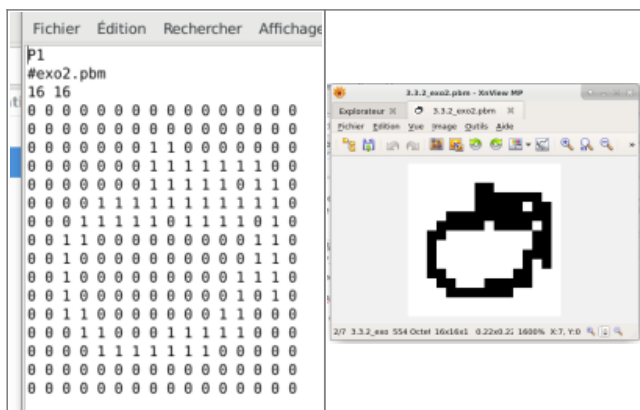 Fichier Édition Rechercher Affichage
P1
#exo2.pbm
16 16
0 0 0 0 0 0 0 0 0 0 0 0 0 0 0 0
0 0 0 0 0 0 0 0 0 0 0 0 0 0 0 0
0 0 0 0 0 0 0 1 1 0 0 0 0 0 0 0
0 0 0 0 0 0 0 1 1 1 1 1 1 1 0 0
0 0 0 0 0 0 0 1 1 1 1 1 0 1 1 0
0 0 0 0 1 1 1 1 1 1 1 1 1 1 1 0
0 0 0 1 1 1 1 1 0 1 1 1 1 0 1 0
0 0 1 1 0 0 0 0 0 0 0 0 0 1 1 0
0 0 1 0 0 0 0 0 0 0 0 0 0 1 1 0
0 0 1 0 0 0 0 0 0 0 0 0 1 1 1 0
0 0 1 0 0 0 0 0 0 0 0 0 1 0 1 0
0 0 1 1 0 0 0 0 0 0 0 1 1 0 0 0
0 0 0 1 1 0 0 0 1 1 1 1 1 0 0 0
0 0 0 0 1 1 1 1 1 1 1 0 0 0 0 0
0 0 0 0 0 0 0 0 0 0 0 0 0 0 0 0
0 0 0 0 0 0 0 0 0 0 0 0 0 0 0 0
3.3.2_exo2.pbm - XnView MP
Explorateur 3.3.2_exo2.pbm
Fichier Edition Vue Image Outils Aide
2/7 3.3.2_exo 554 Octet 16x16x1 0.22x0.22 1600% X:7, Y:0